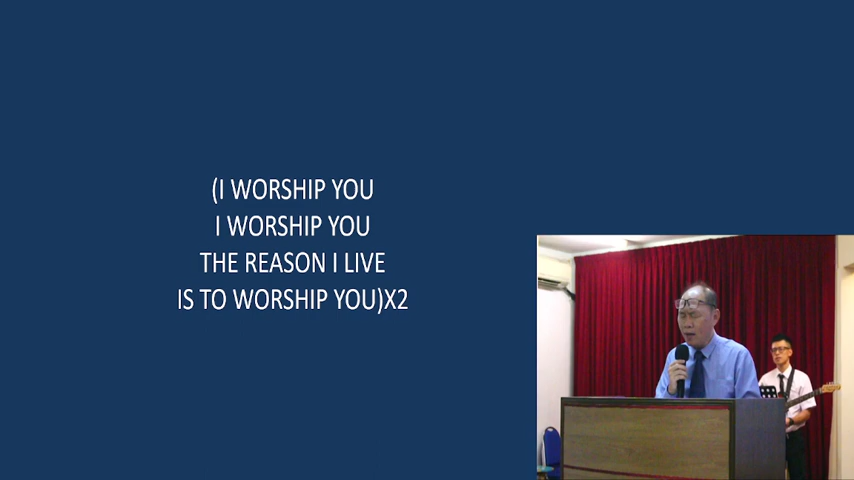 (I WORSHIP YOU
I WORSHIP YOU
THE REASON I LIVE
IS TO WORSHIP YOU)X2